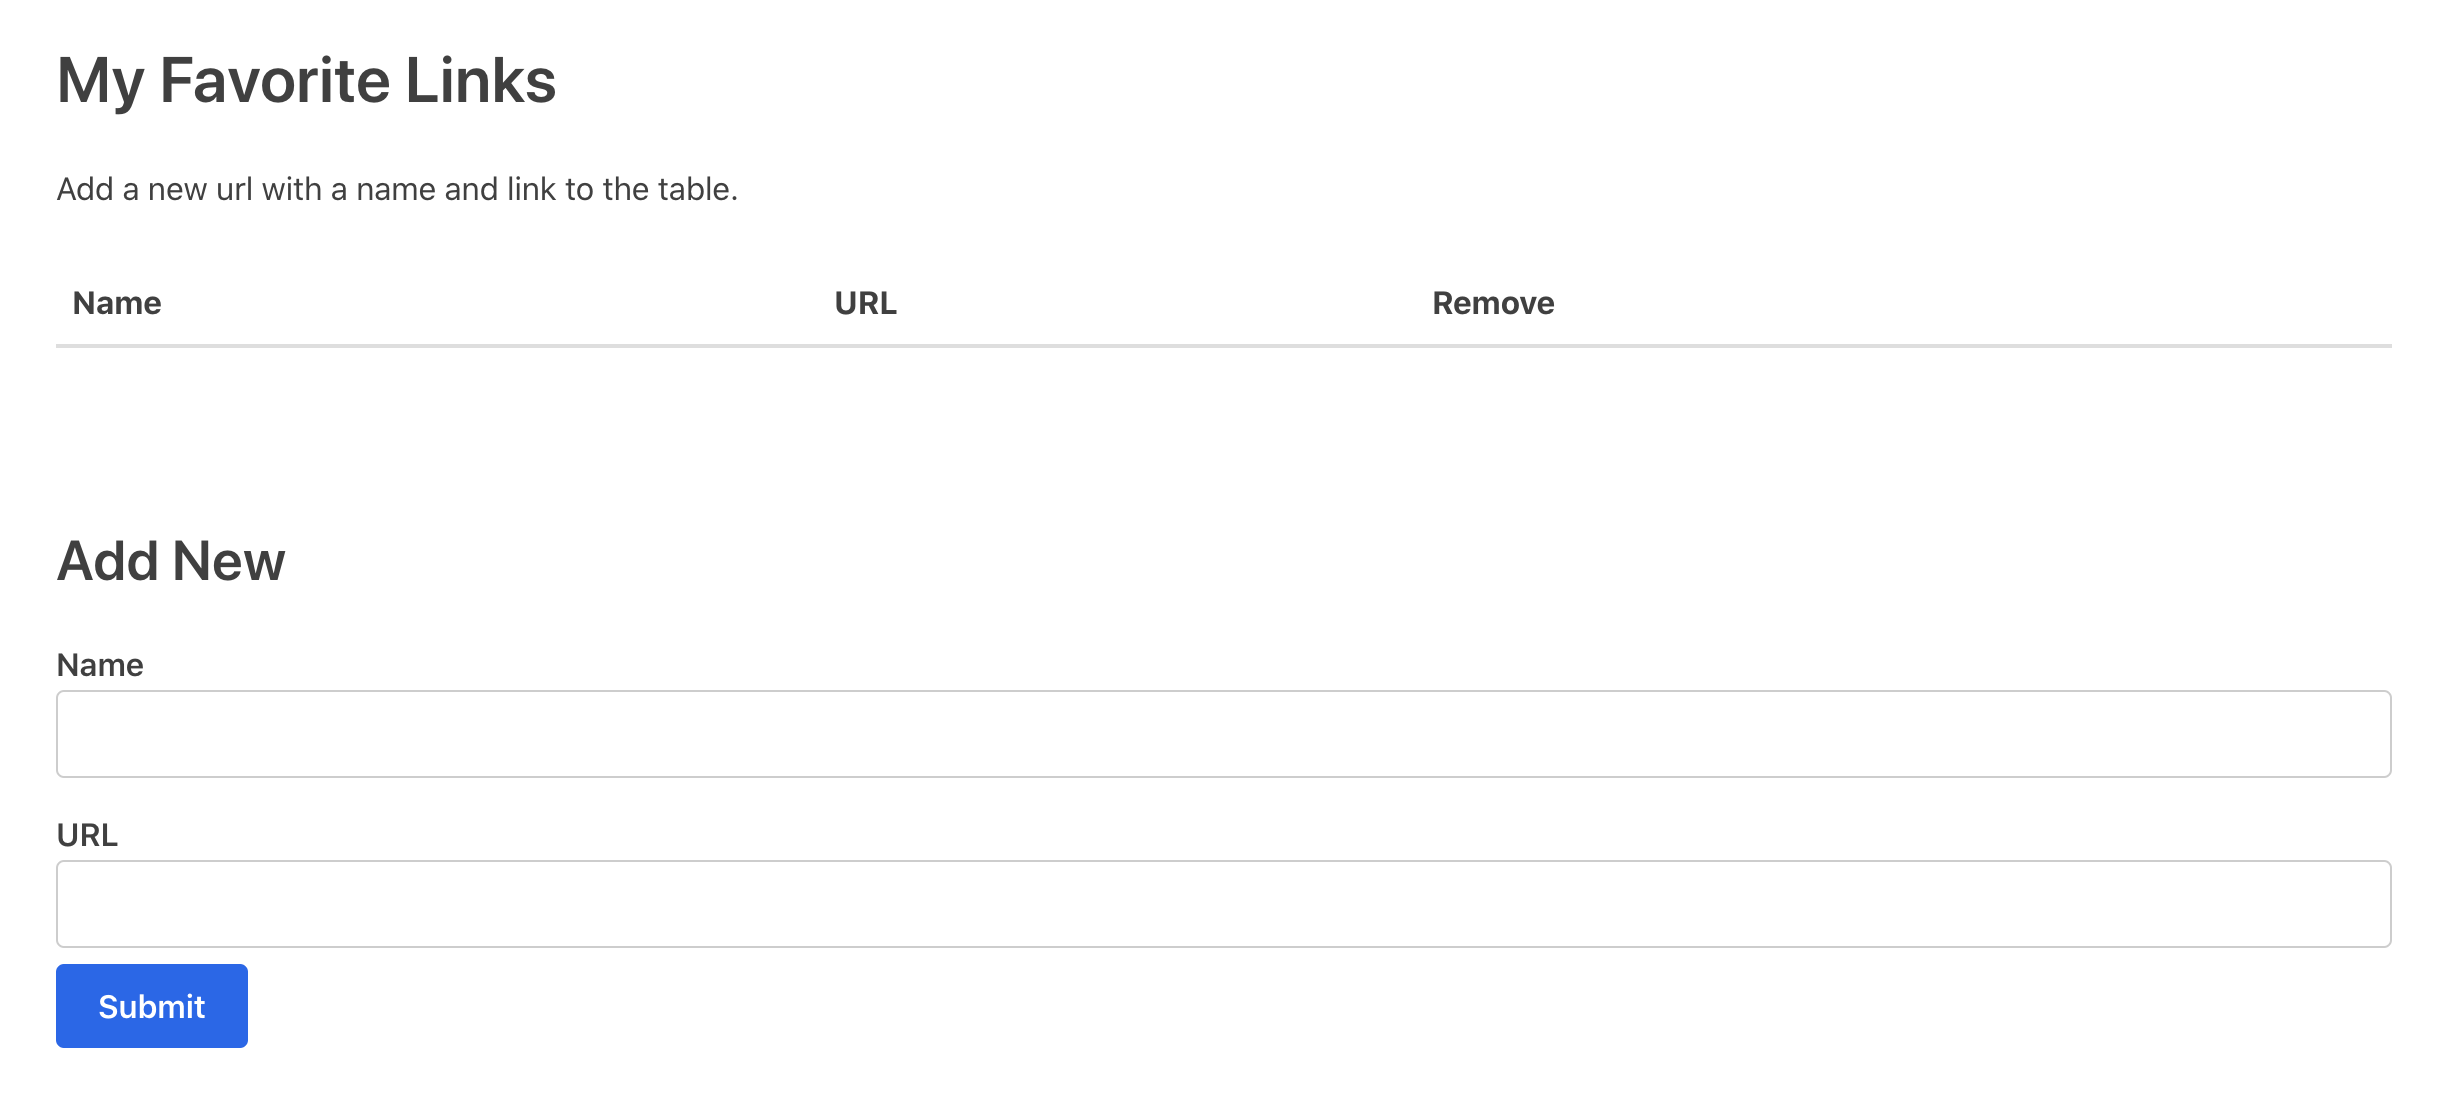 My Favorite Links
Add a new url with a name and link to the table.
Name URL Remove
Add New
Name
URL
Submit